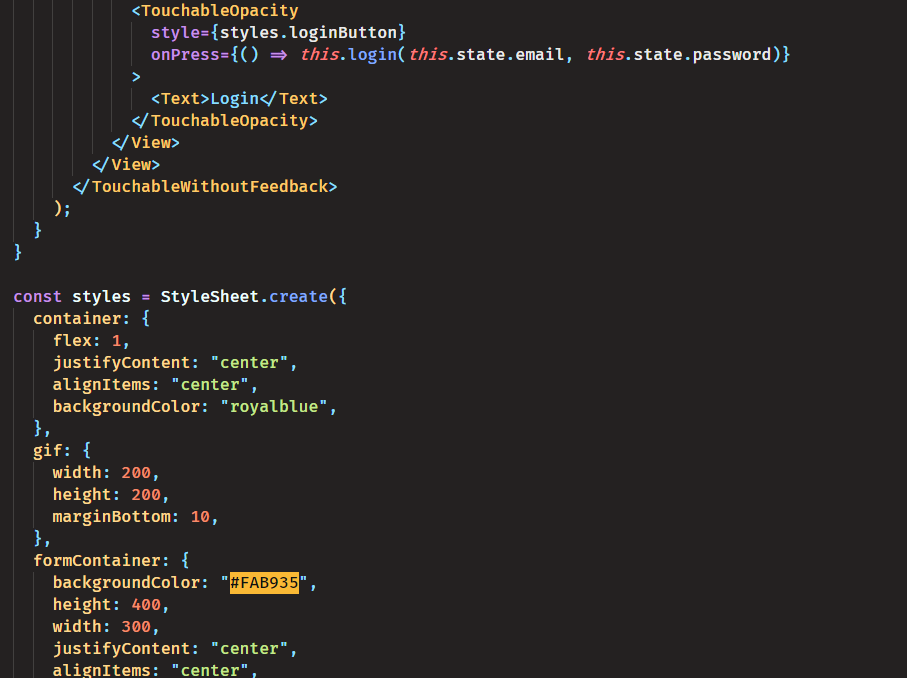 <TouchableOpacity
style={styles.loginButton}
onPress={() => this.login(this.state.email, this.state.password)}
>
<Text>Login</Text>
</TouchableOpacity>
</View>
</View>
</TouchableWithoutFeedback>
);
}
}
const styles = StyleSheet.create({
container: {
flex: 1,
justifyContent: "center",
alignItems: "center",
backgroundColor: "royalblue",
},
gif: {
width: 200,
height: 200,
marginBottom: 10,
},
formContainer: {
backgroundColor: "#FAB935",
height: 400,
width: 300,
justifyContent: "center",
alignItems: "center",